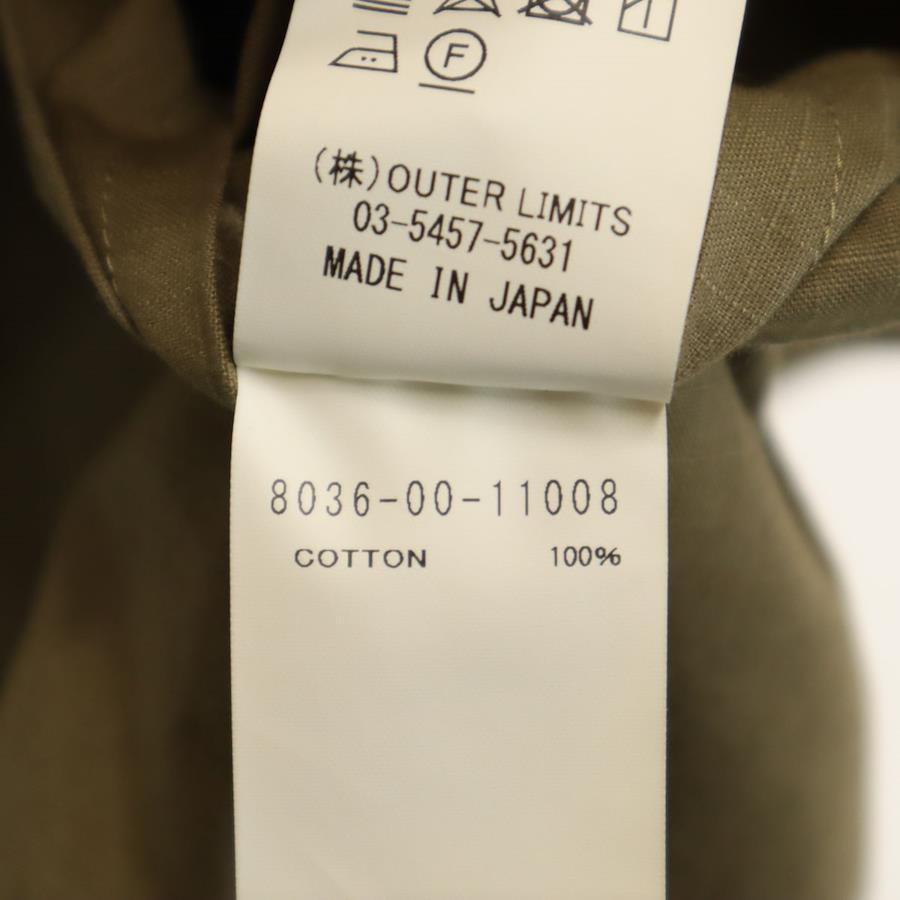 F
(株)OUTER LIMITS
03-5457-5631
MADE IN JAPAN
8036-00-11008
COTTON 100%